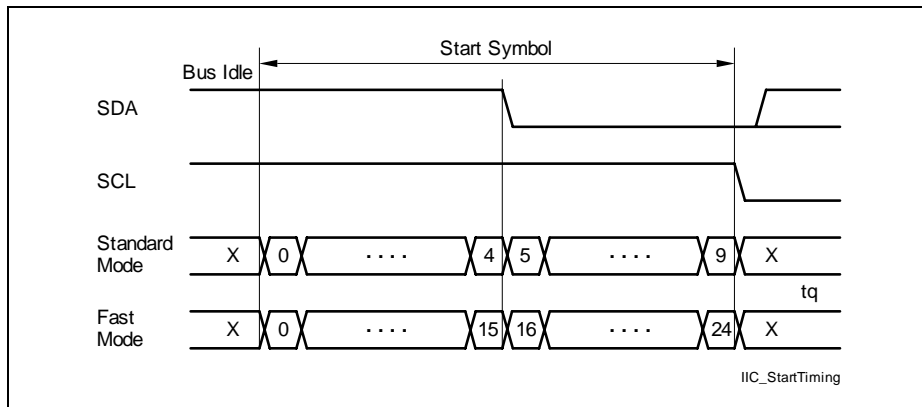 Start Symbol
Bus Idle
SDA
SCL
Standard
Mode
X 0 .... 4 5 .... 9 X
tq
Fast
Mode
X 0 .... 15 16 .... 24 X
IIC_StartTiming